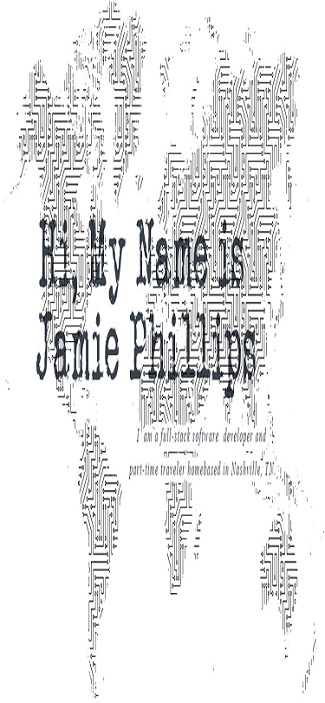 Hi, My Name is
Jamie Phillips
I am a full-stack software developer and
part-time traveler homebased in Nashville, TN.